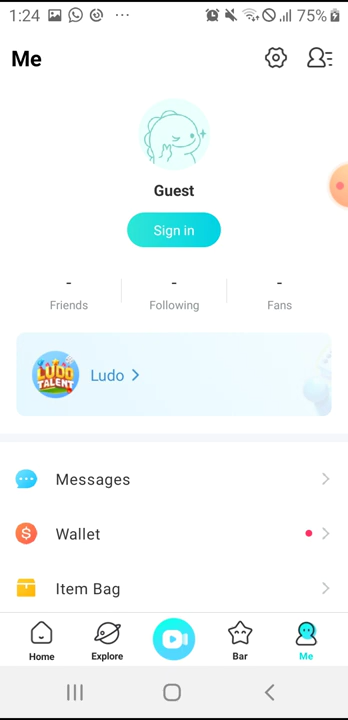 1:24 ... 75%
Me
Guest
Sign in
- - -
Friends Following Fans
LUDO
TALENT
Ludo
Messages
Wallet
Item Bag
Home Explore Bar Me